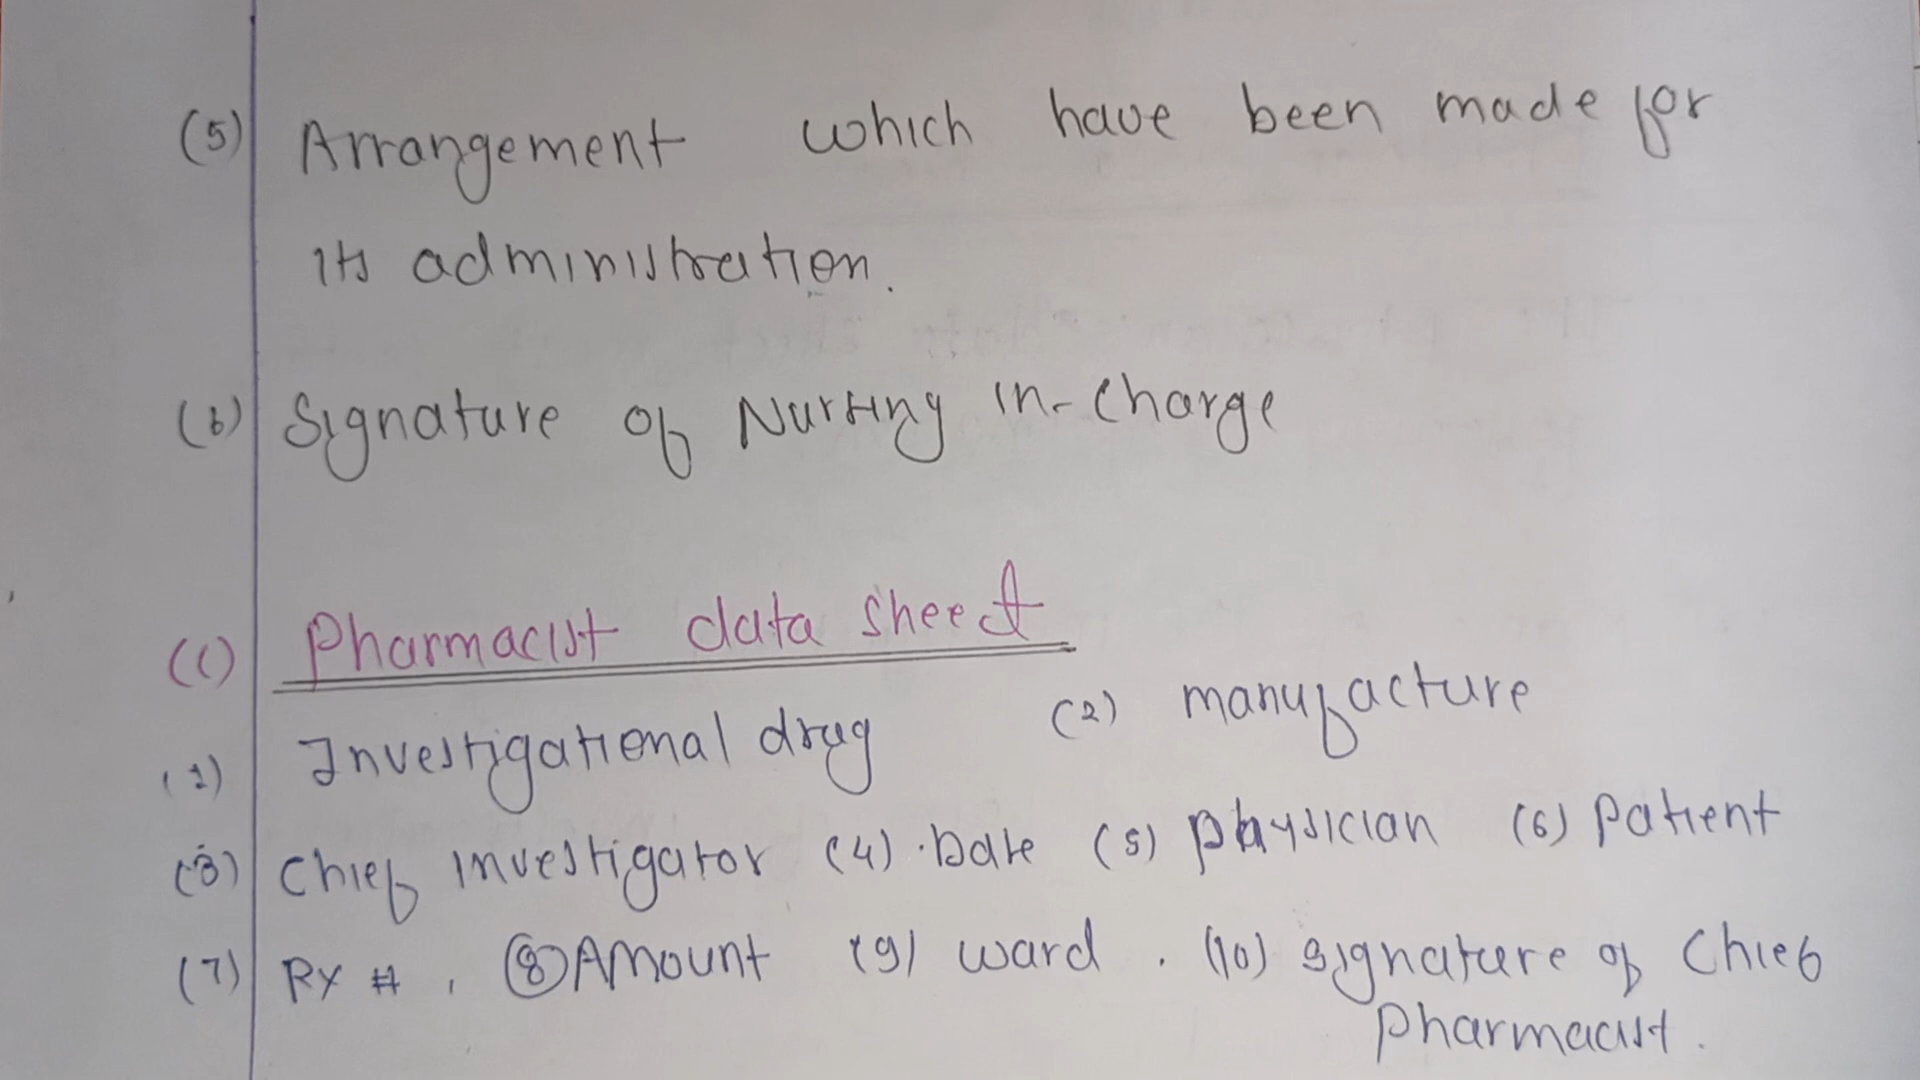 (5) Arrangement which have been made for
its administration.
(6) Signature of Nursing in-charge
(C) Pharmacist data sheet
(1) Investigational drug (2) manufacture
(3) Chief investigator (4) Date (5) physician (6) patient
(7) RX #, (8) Amount (9) ward. (10) signature of Chief
pharmacist.